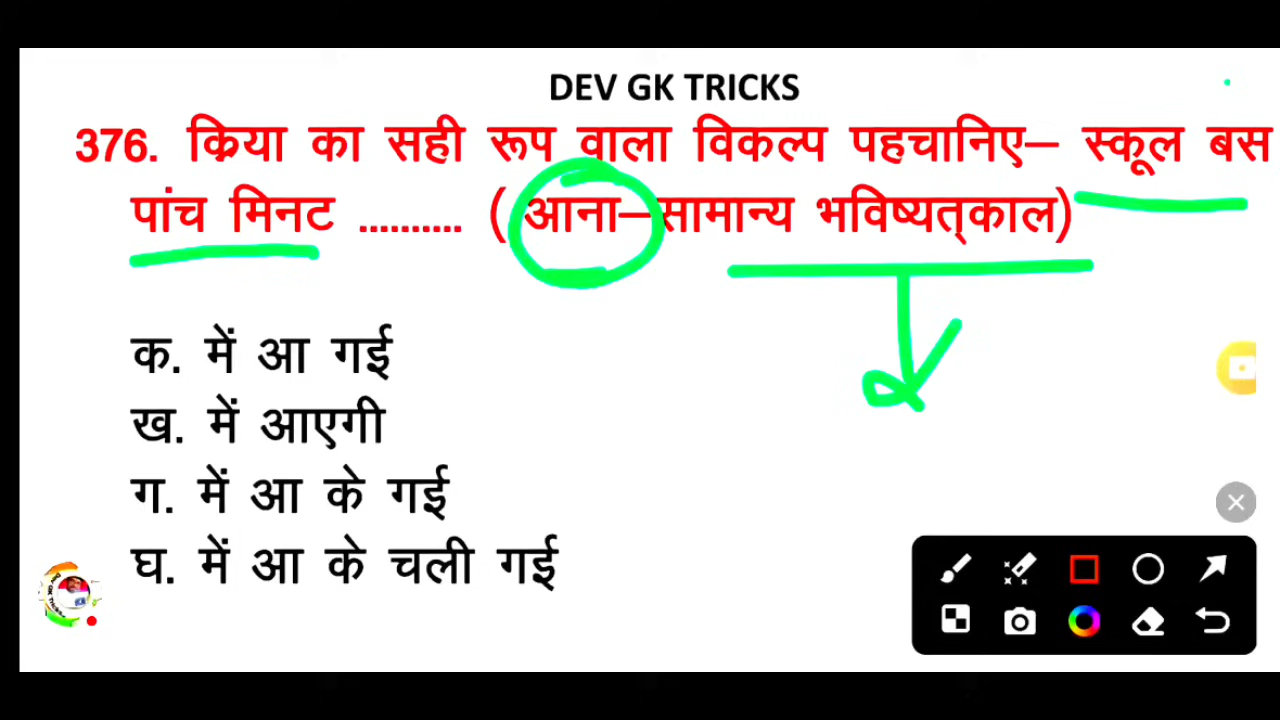 DEV GK TRICKS
376. क्रिया का सही रूप वाला विकल्प पहचानिए– स्कूल बस
पांच मिनट .......... ( आना–सामान्य भविष्यत्काल)
क. में आ गई
ख. में आएगी
ग. में आ के गई
घ. में आ के चली गई